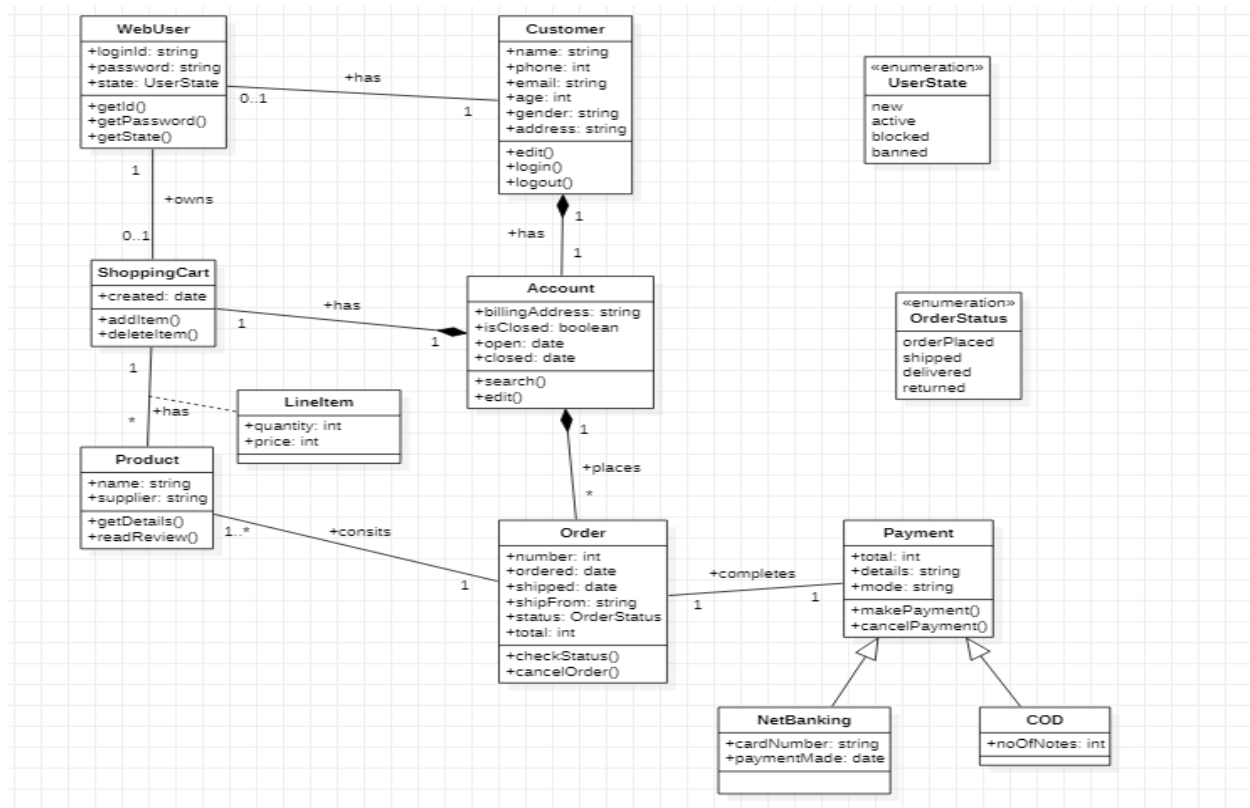 WebUser
+loginId: string
+password: string
+state: UserState
+getId()
+getPassword()
+getState()
+has
0..1
1
Customer
+name: string
+phone: int
+email: string
+age: int
+gender: string
+address: string
+edit()
+login()
+logout()
«enumeration»
UserState
new
active
blocked
banned
1
+owns
0..1
1
+has
1
ShoppingCart
+created: date
+addItem()
+deleteItem()
+has
1
1
Account
+billingAddress: string
+isClosed: boolean
+open: date
+closed: date
+search()
+edit()
«enumeration»
OrderStatus
orderPlaced
shipped
delivered
returned
1
+has
*
LineItem
+quantity: int
+price: int
1
+places
*
Product
+name: string
+supplier: string
+getDetails()
+readReview()
1..*
+consits
1
Order
+number: int
+ordered: date
+shipped: date
+shipFrom: string
+status: OrderStatus
+total: int
+checkStatus()
+cancelOrder()
+completes
1
1
Payment
+total: int
+details: string
+mode: string
+makePayment()
+cancelPayment()
NetBanking
+cardNumber: string
+paymentMade: date
COD
+noOfNotes: int